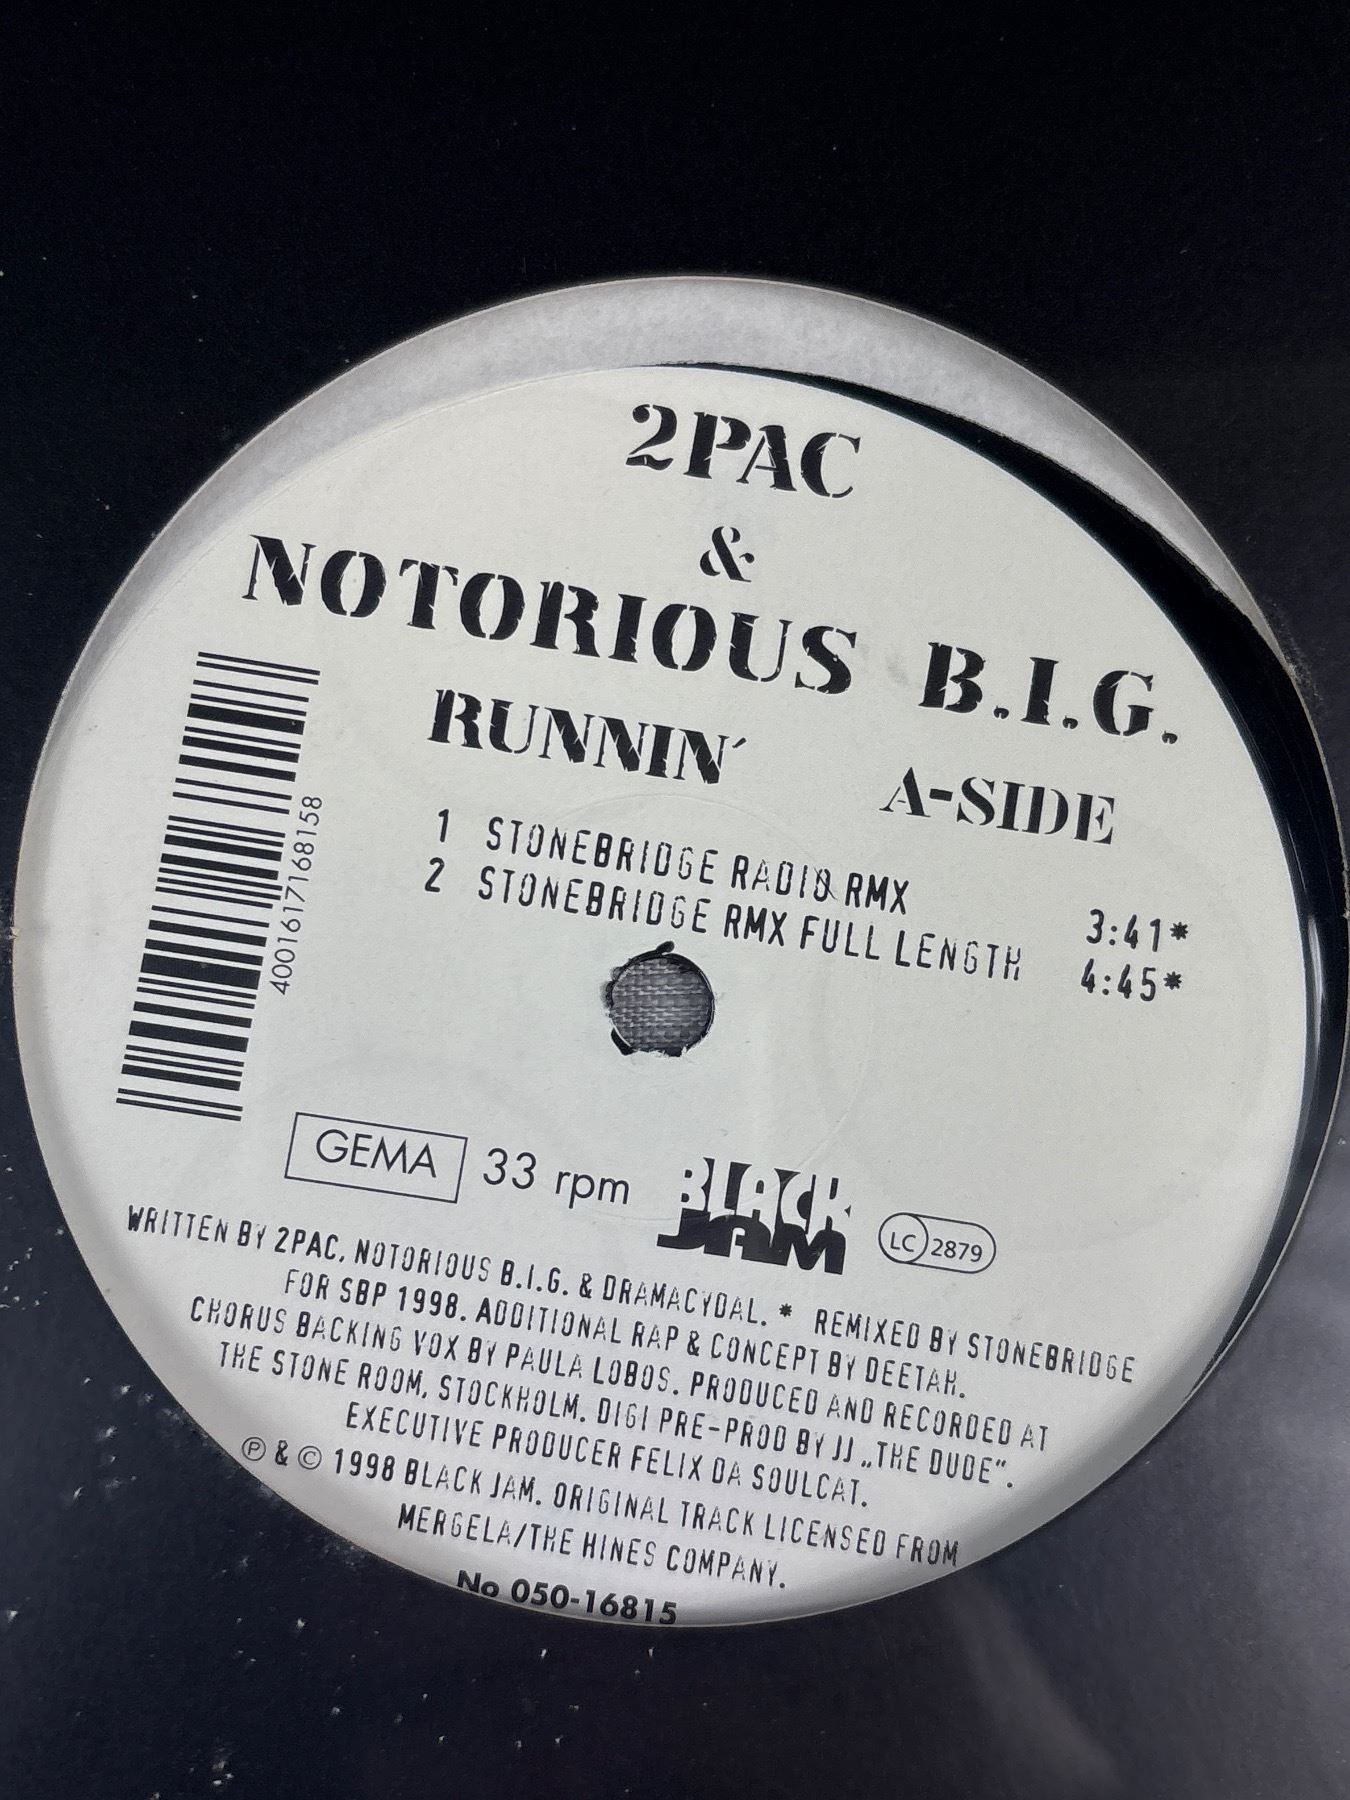 2PAC
&
NOTORIOUS B.I.G.
RUNNIN´
A-SIDE
1 STONEBRIDGE RADIO RMX 3:41*
2 STONEBRIDGE RMX FULL LENGTH 4:45*
4001617168158
GEMA 33 rpm BLACK JAM LC 2879
WRITTEN BY 2PAC, NOTORIOUS B.I.G. & DRAMACYDAL. * REMIXED BY STONEBRIDGE
FOR SBP 1998. ADDITIONAL RAP & CONCEPT BY DEETAH.
CHORUS BACKING VOX BY PAULA LOBOS. PRODUCED AND RECORDED AT
THE STONE ROOM, STOCKHOLM. DIGI PRE-PROD BY JJ „THE DUDE“.
EXECUTIVE PRODUCER FELIX DA SOULCAT.
℗ & © 1998 BLACK JAM. ORIGINAL TRACK LICENSED FROM
MERGELA/THE HINES COMPANY.
No 050-16815